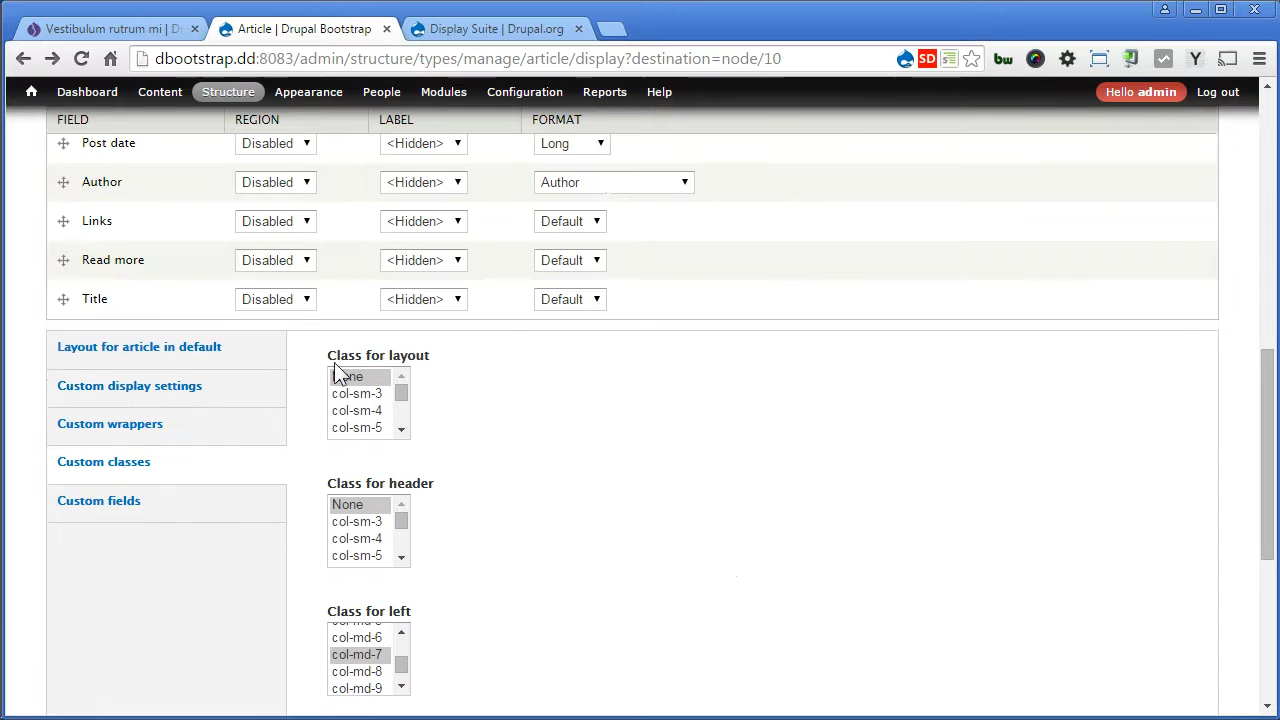 Vestibulum rutrum mi | D
Article | Drupal Bootstrap
Display Suite | Drupal.org
dbootstrap.dd:8083/admin/structure/types/manage/article/display?destination=node/10
SD
bw
Y
Dashboard Content Structure Appearance People Modules Configuration Reports Help Hello admin Log out
FIELD REGION LABEL FORMAT
Post date Disabled <Hidden> Long
Author Disabled <Hidden> Author
Links Disabled <Hidden> Default
Read more Disabled <Hidden> Default
Title Disabled <Hidden> Default
Layout for article in default
Custom display settings
Custom wrappers
Custom classes
Custom fields
Class for layout
None
col-sm-3
col-sm-4
col-sm-5
Class for header
None
col-sm-3
col-sm-4
col-sm-5
Class for left
col-md-6
col-md-7
col-md-8
col-md-9